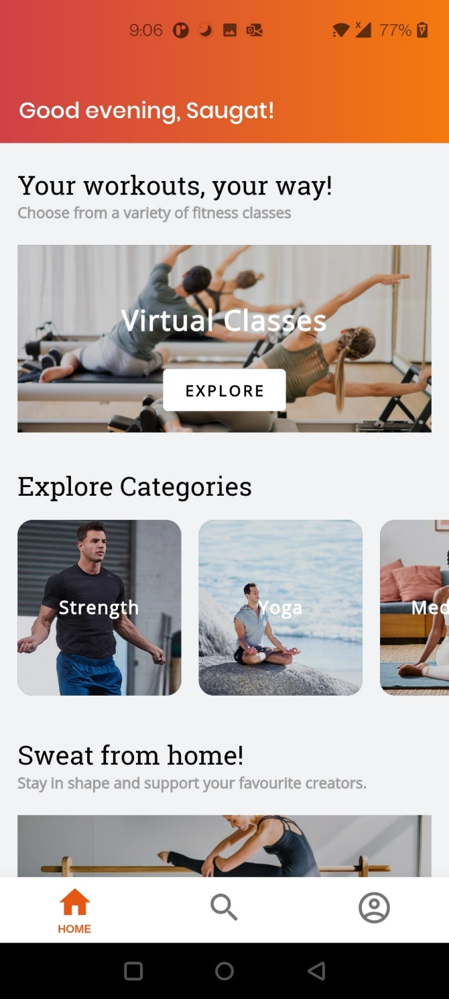 9:06
77%
Good evening, Saugat!
Your workouts, your way!
Choose from a variety of fitness classes
Virtual Classes
EXPLORE
Explore Categories
Strength
Yoga
Med
Sweat from home!
Stay in shape and support your favourite creators.
HOME